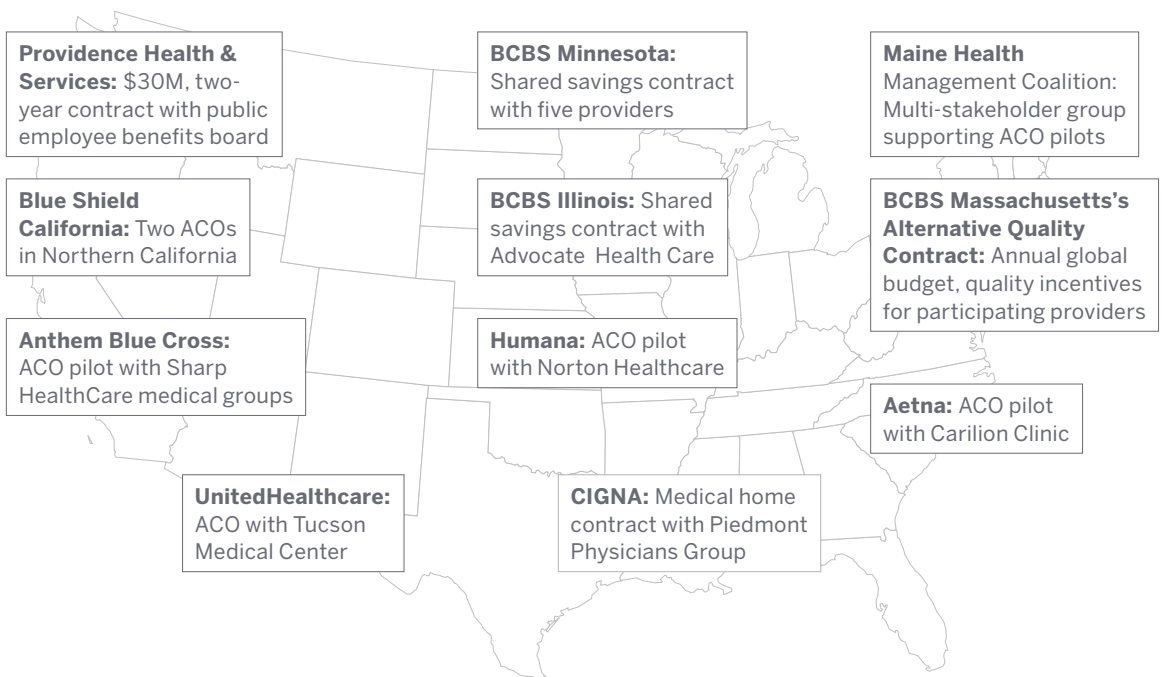 Providence Health &
Services: $30M, two-
year contract with public
employee benefits board
BCBS Minnesota:
Shared savings contract
with five providers
Maine Health
Management Coalition:
Multi-stakeholder group
supporting ACO pilots
Blue Shield
California: Two ACOs
in Northern California
BCBS Illinois: Shared
savings contract with
Advocate Health Care
BCBS Massachusetts's
Alternative Quality
Contract: Annual global
budget, quality incentives
for participating providers
Anthem Blue Cross:
ACO pilot with Sharp
HealthCare medical groups
Humana: ACO pilot
with Norton Healthcare
Aetna: ACO pilot
with Carilion Clinic
UnitedHealthcare:
ACO with Tucson
Medical Center
CIGNA: Medical home
contract with Piedmont
Physicians Group